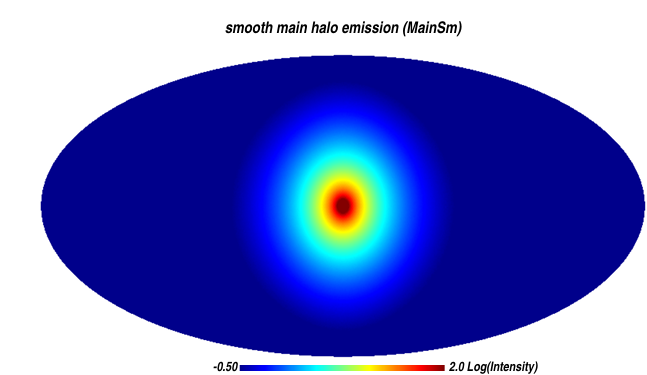 smooth main halo emission (MainSm)
-0.50 2.0 Log(Intensity)